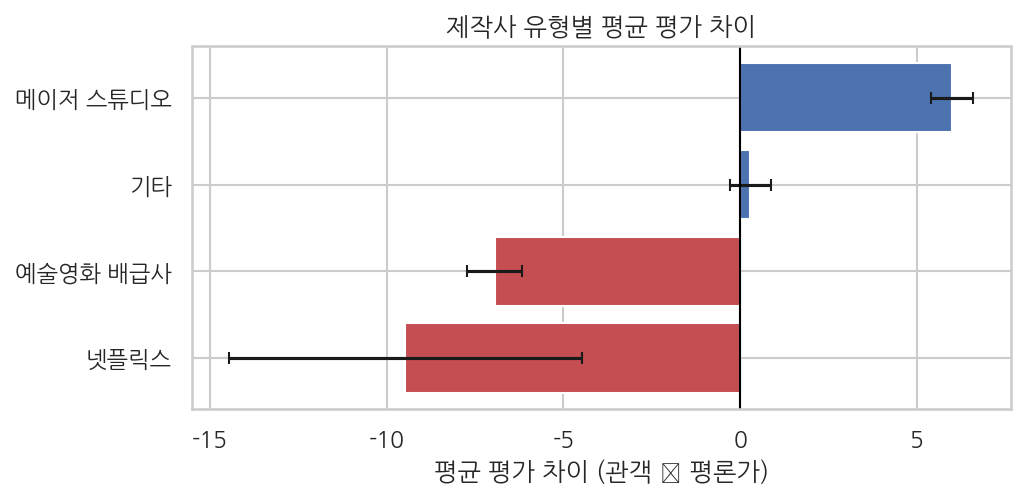 제작사 유형별 평균 평가 차이
메이저 스튜디오
기타
예술영화 배급사
넷플릭스
-15 -10 -5 0 5
평균 평가 차이 (관객 평론가)